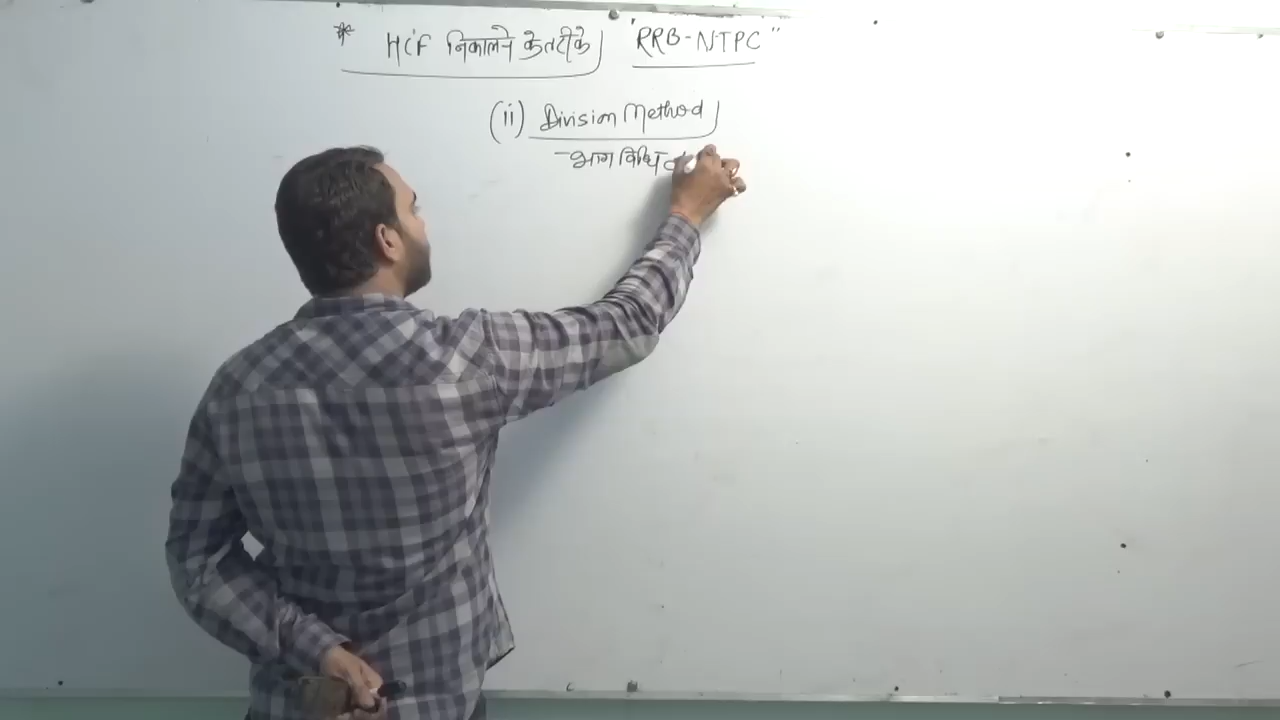 * HCF निकालने के तरीके "RRB-NTPC"
(ii) Division Method
भाग विधि